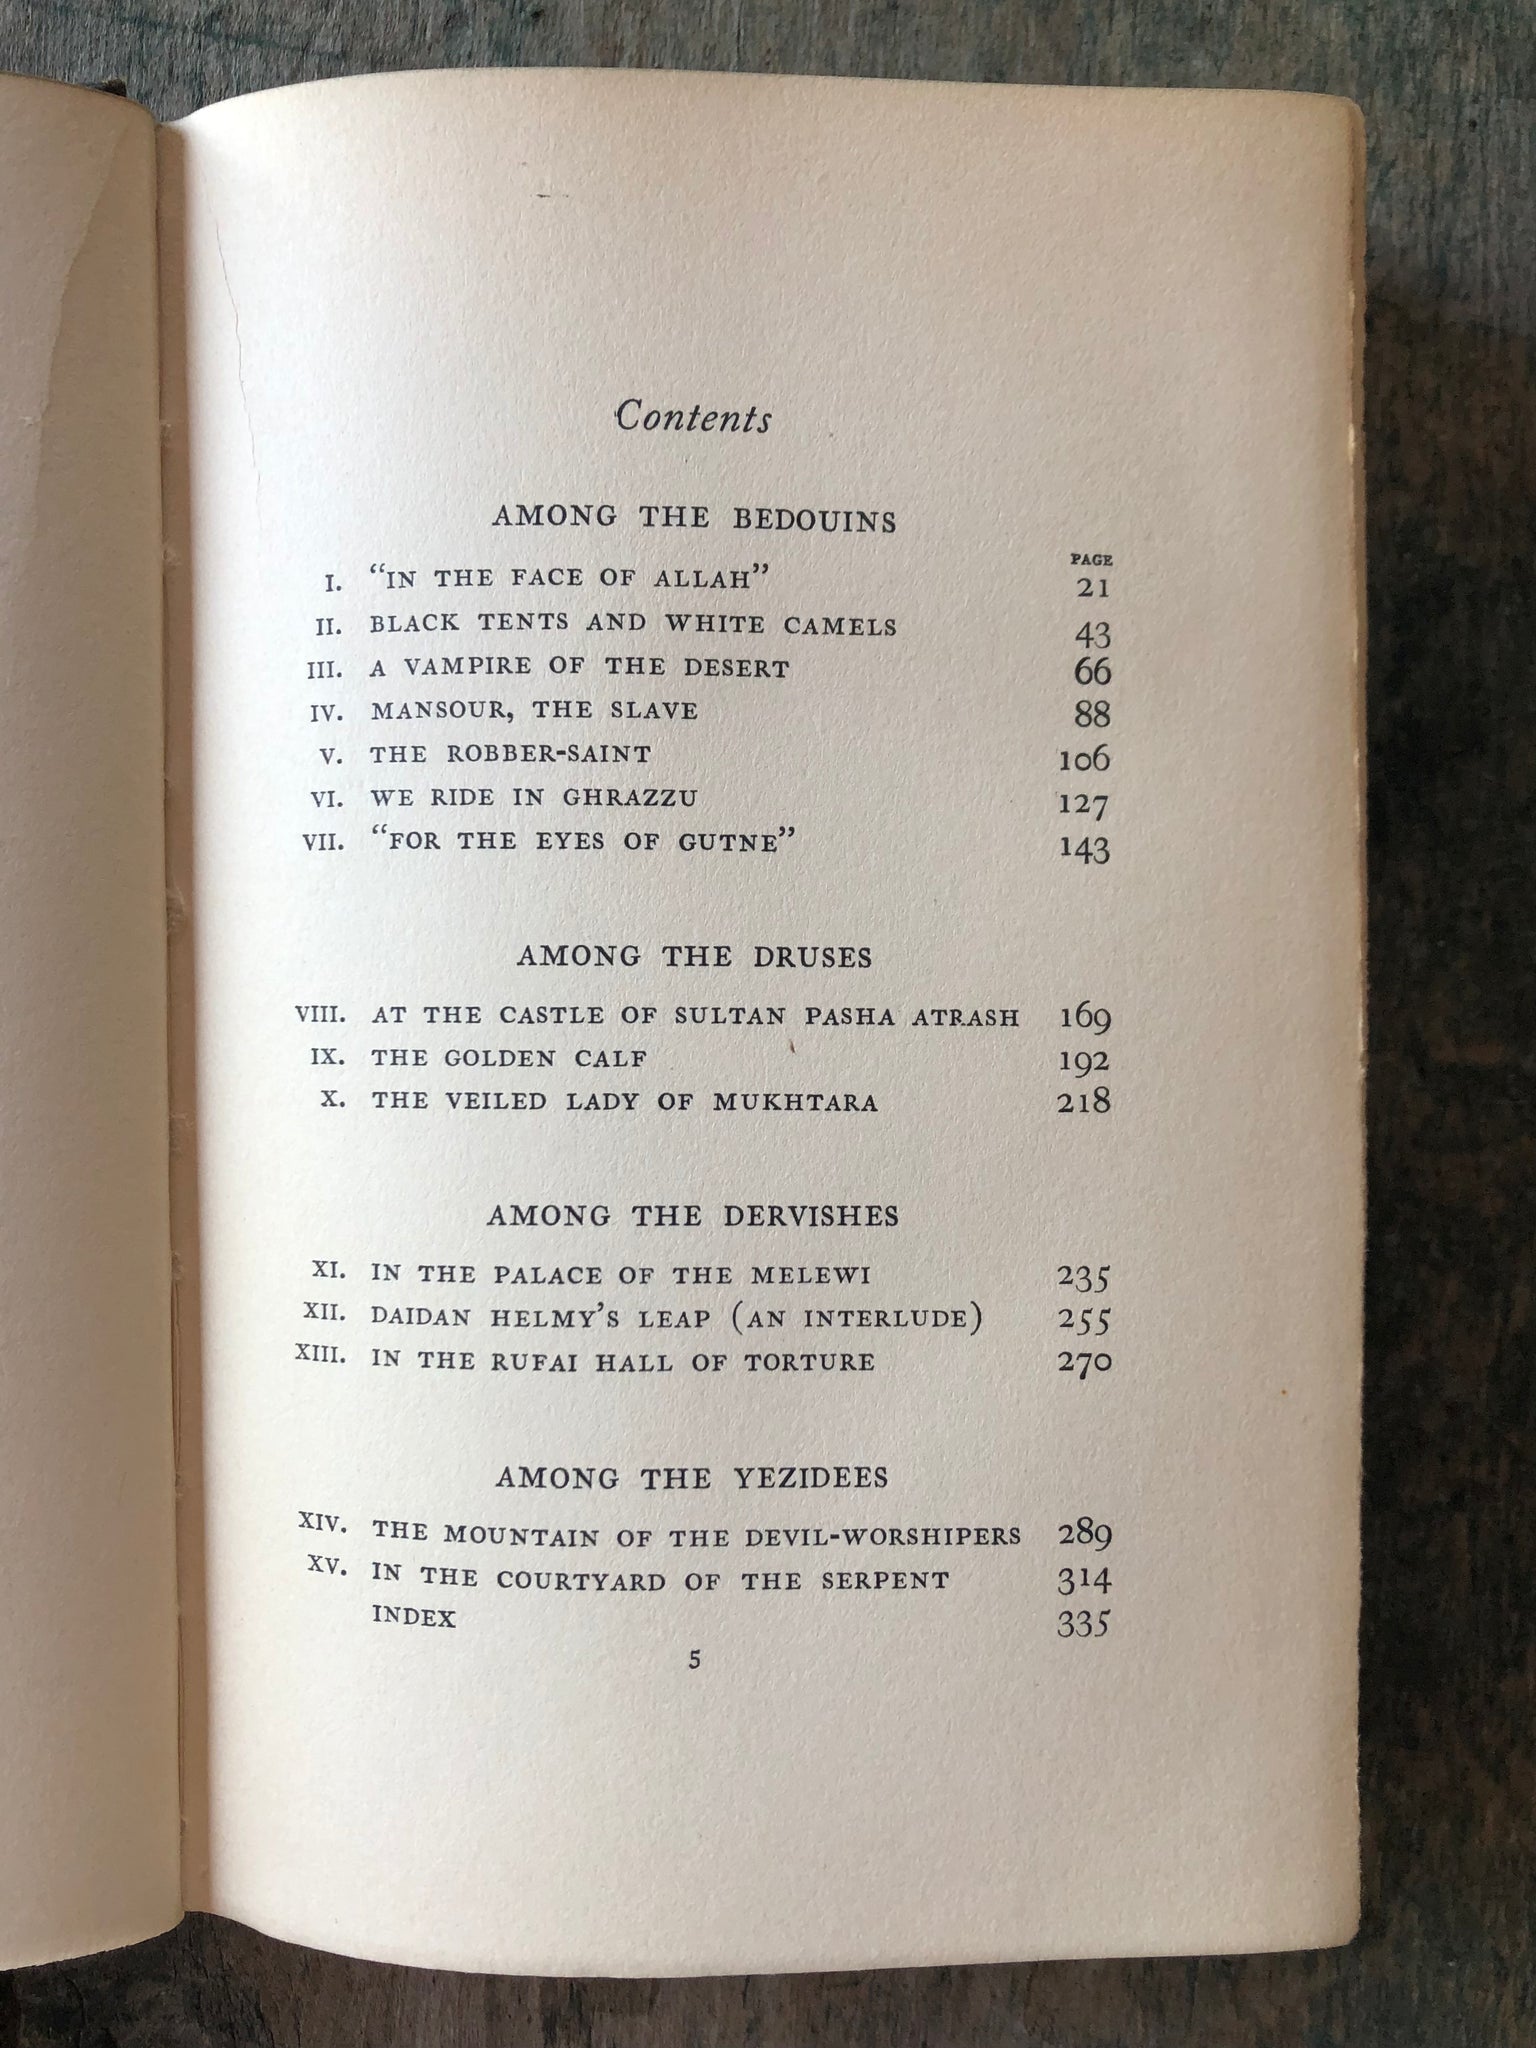 Contents
AMONG THE BEDOUINS
PAGE
I. "IN THE FACE OF ALLAH" 21
II. BLACK TENTS AND WHITE CAMELS 43
III. A VAMPIRE OF THE DESERT 66
IV. MANSOUR, THE SLAVE 88
V. THE ROBBER-SAINT 106
VI. WE RIDE IN GHRAZZU 127
VII. "FOR THE EYES OF GUTNE" 143
AMONG THE DRUSES
VIII. AT THE CASTLE OF SULTAN PASHA ATRASH 169
IX. THE GOLDEN CALF 192
X. THE VEILED LADY OF MUKHTARA 218
AMONG THE DERVISHES
XI. IN THE PALACE OF THE MELEWI 235
XII. DAIDAN HELMY'S LEAP (AN INTERLUDE) 255
XIII. IN THE RUFAI HALL OF TORTURE 270
AMONG THE YEZIDEES
XIV. THE MOUNTAIN OF THE DEVIL-WORSHIPERS 289
XV. IN THE COURTYARD OF THE SERPENT 314
INDEX 335
5